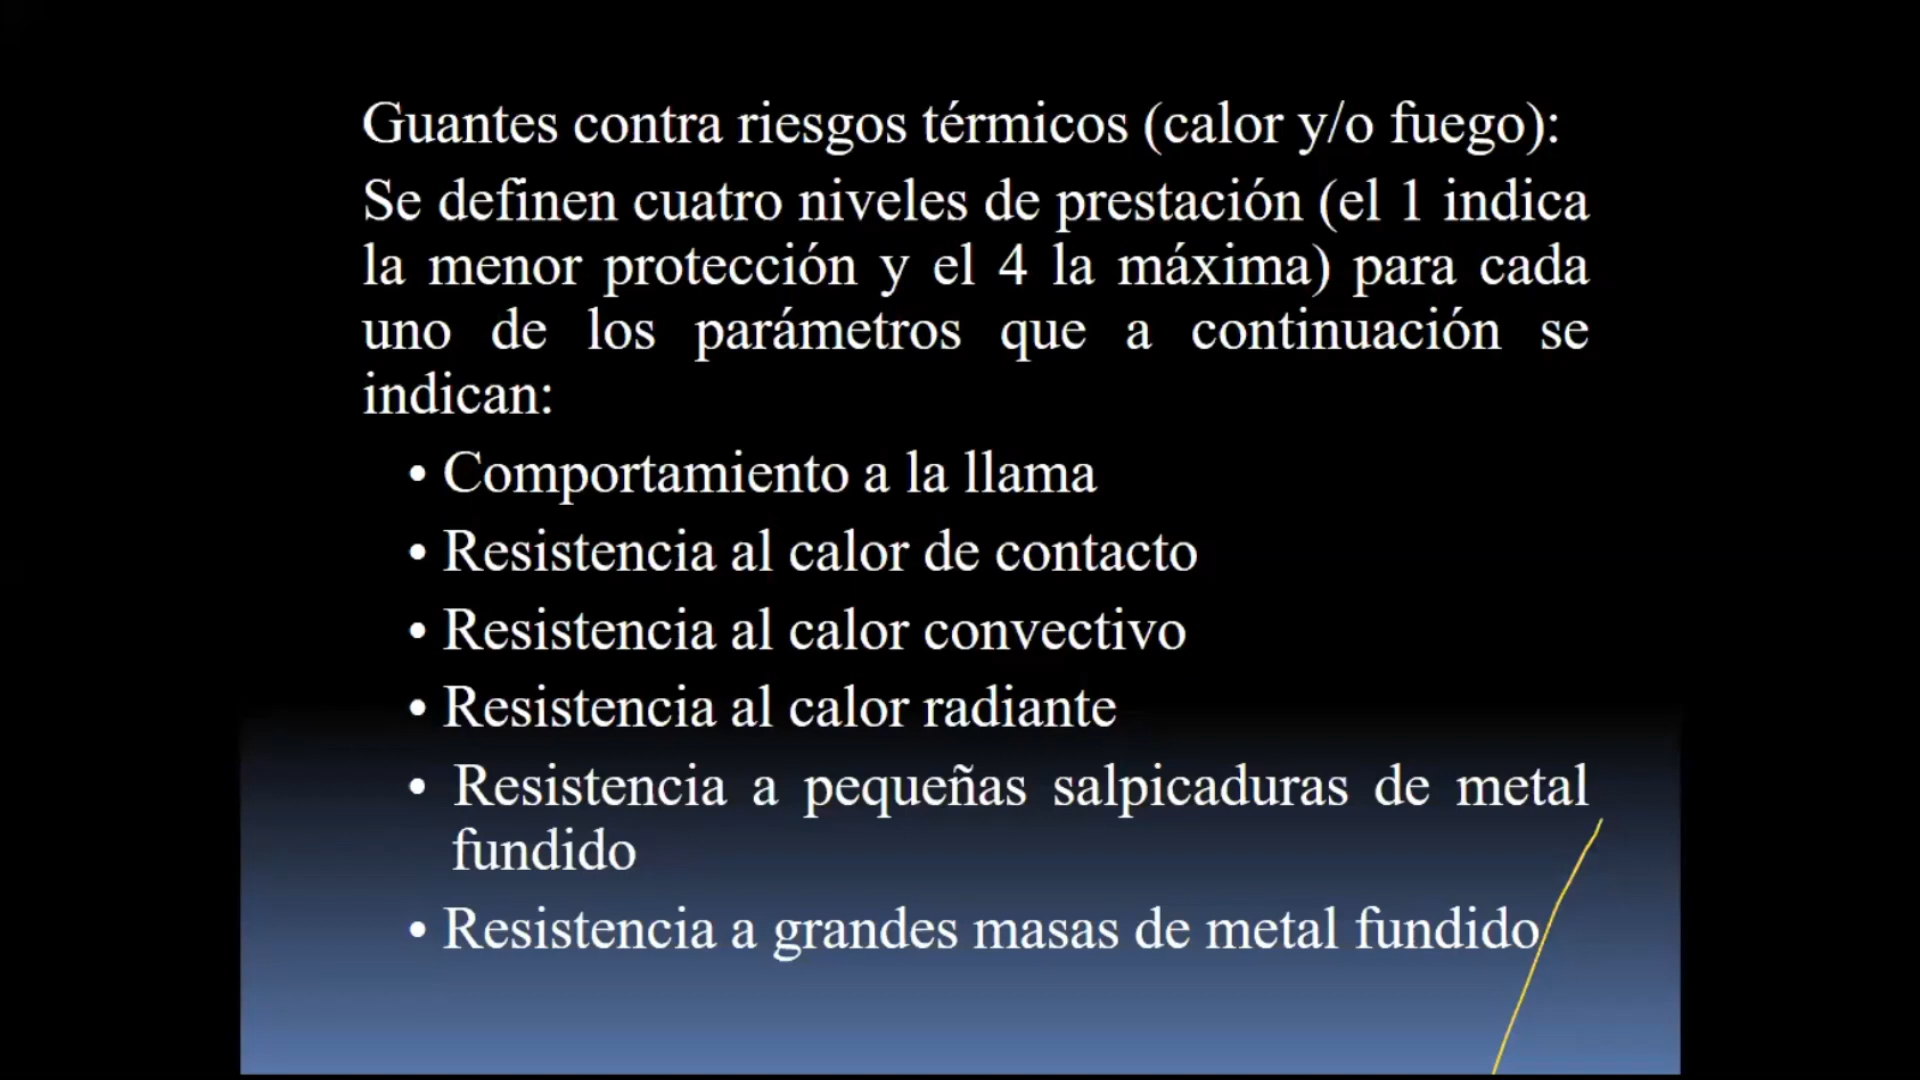 Guantes contra riesgos térmicos (calor y/o fuego):
Se definen cuatro niveles de prestación (el 1 indica
la menor protección y el 4 la máxima) para cada
uno de los parámetros que a continuación se
indican:
• Comportamiento a la llama
• Resistencia al calor de contacto
• Resistencia al calor convectivo
• Resistencia al calor radiante
• Resistencia a pequeñas salpicaduras de metal
fundido
• Resistencia a grandes masas de metal fundido